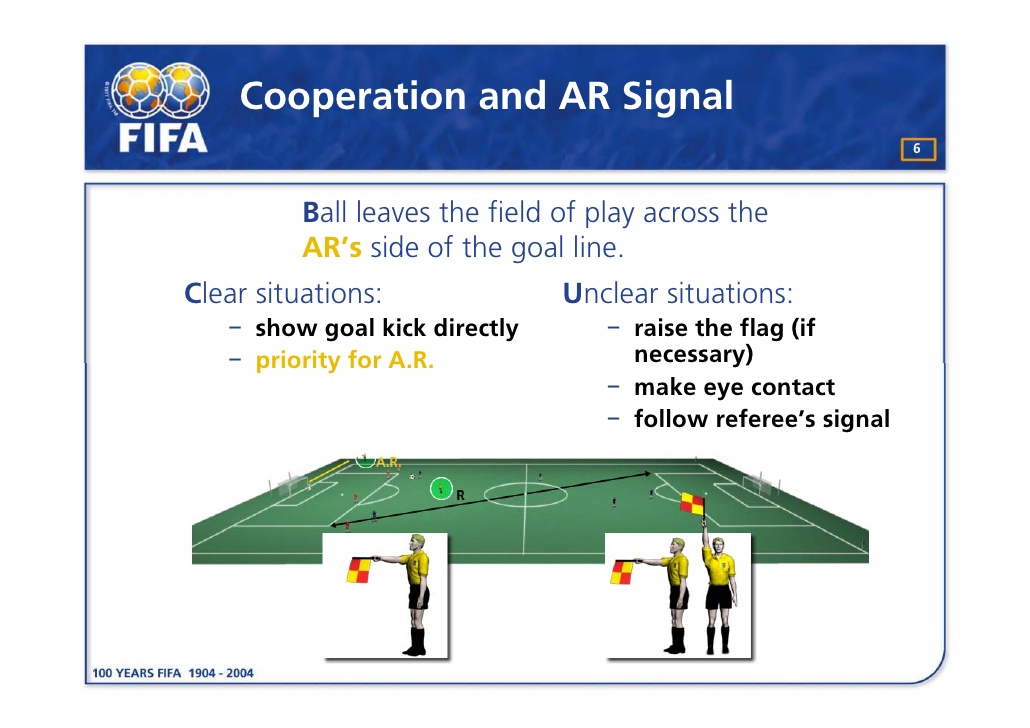 FIFA
Cooperation and AR Signal
6
Ball leaves the field of play across the
AR’s side of the goal line.
Clear situations:
– show goal kick directly
– priority for A.R.
Unclear situations:
– raise the flag (if
necessary)
– make eye contact
– follow referee’s signal
A.R.
R
100 YEARS FIFA 1904 - 2004